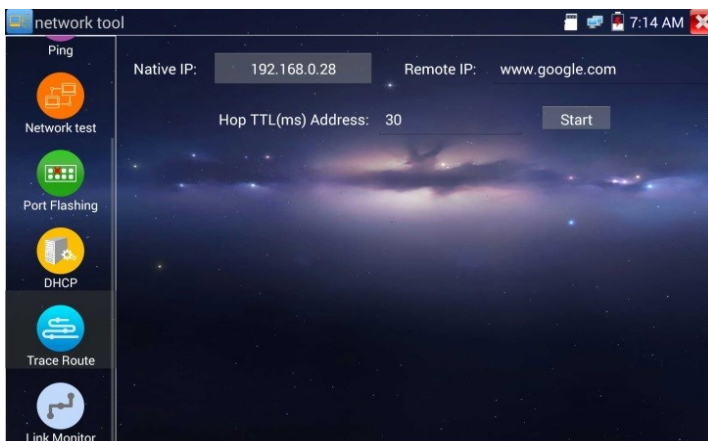 network tool
7:14 AM
Ping
Network test
Port Flashing
DHCP
Trace Route
Link Monitor
Native IP: 192.168.0.28 Remote IP: www.google.com
Hop TTL(ms) Address: 30 Start